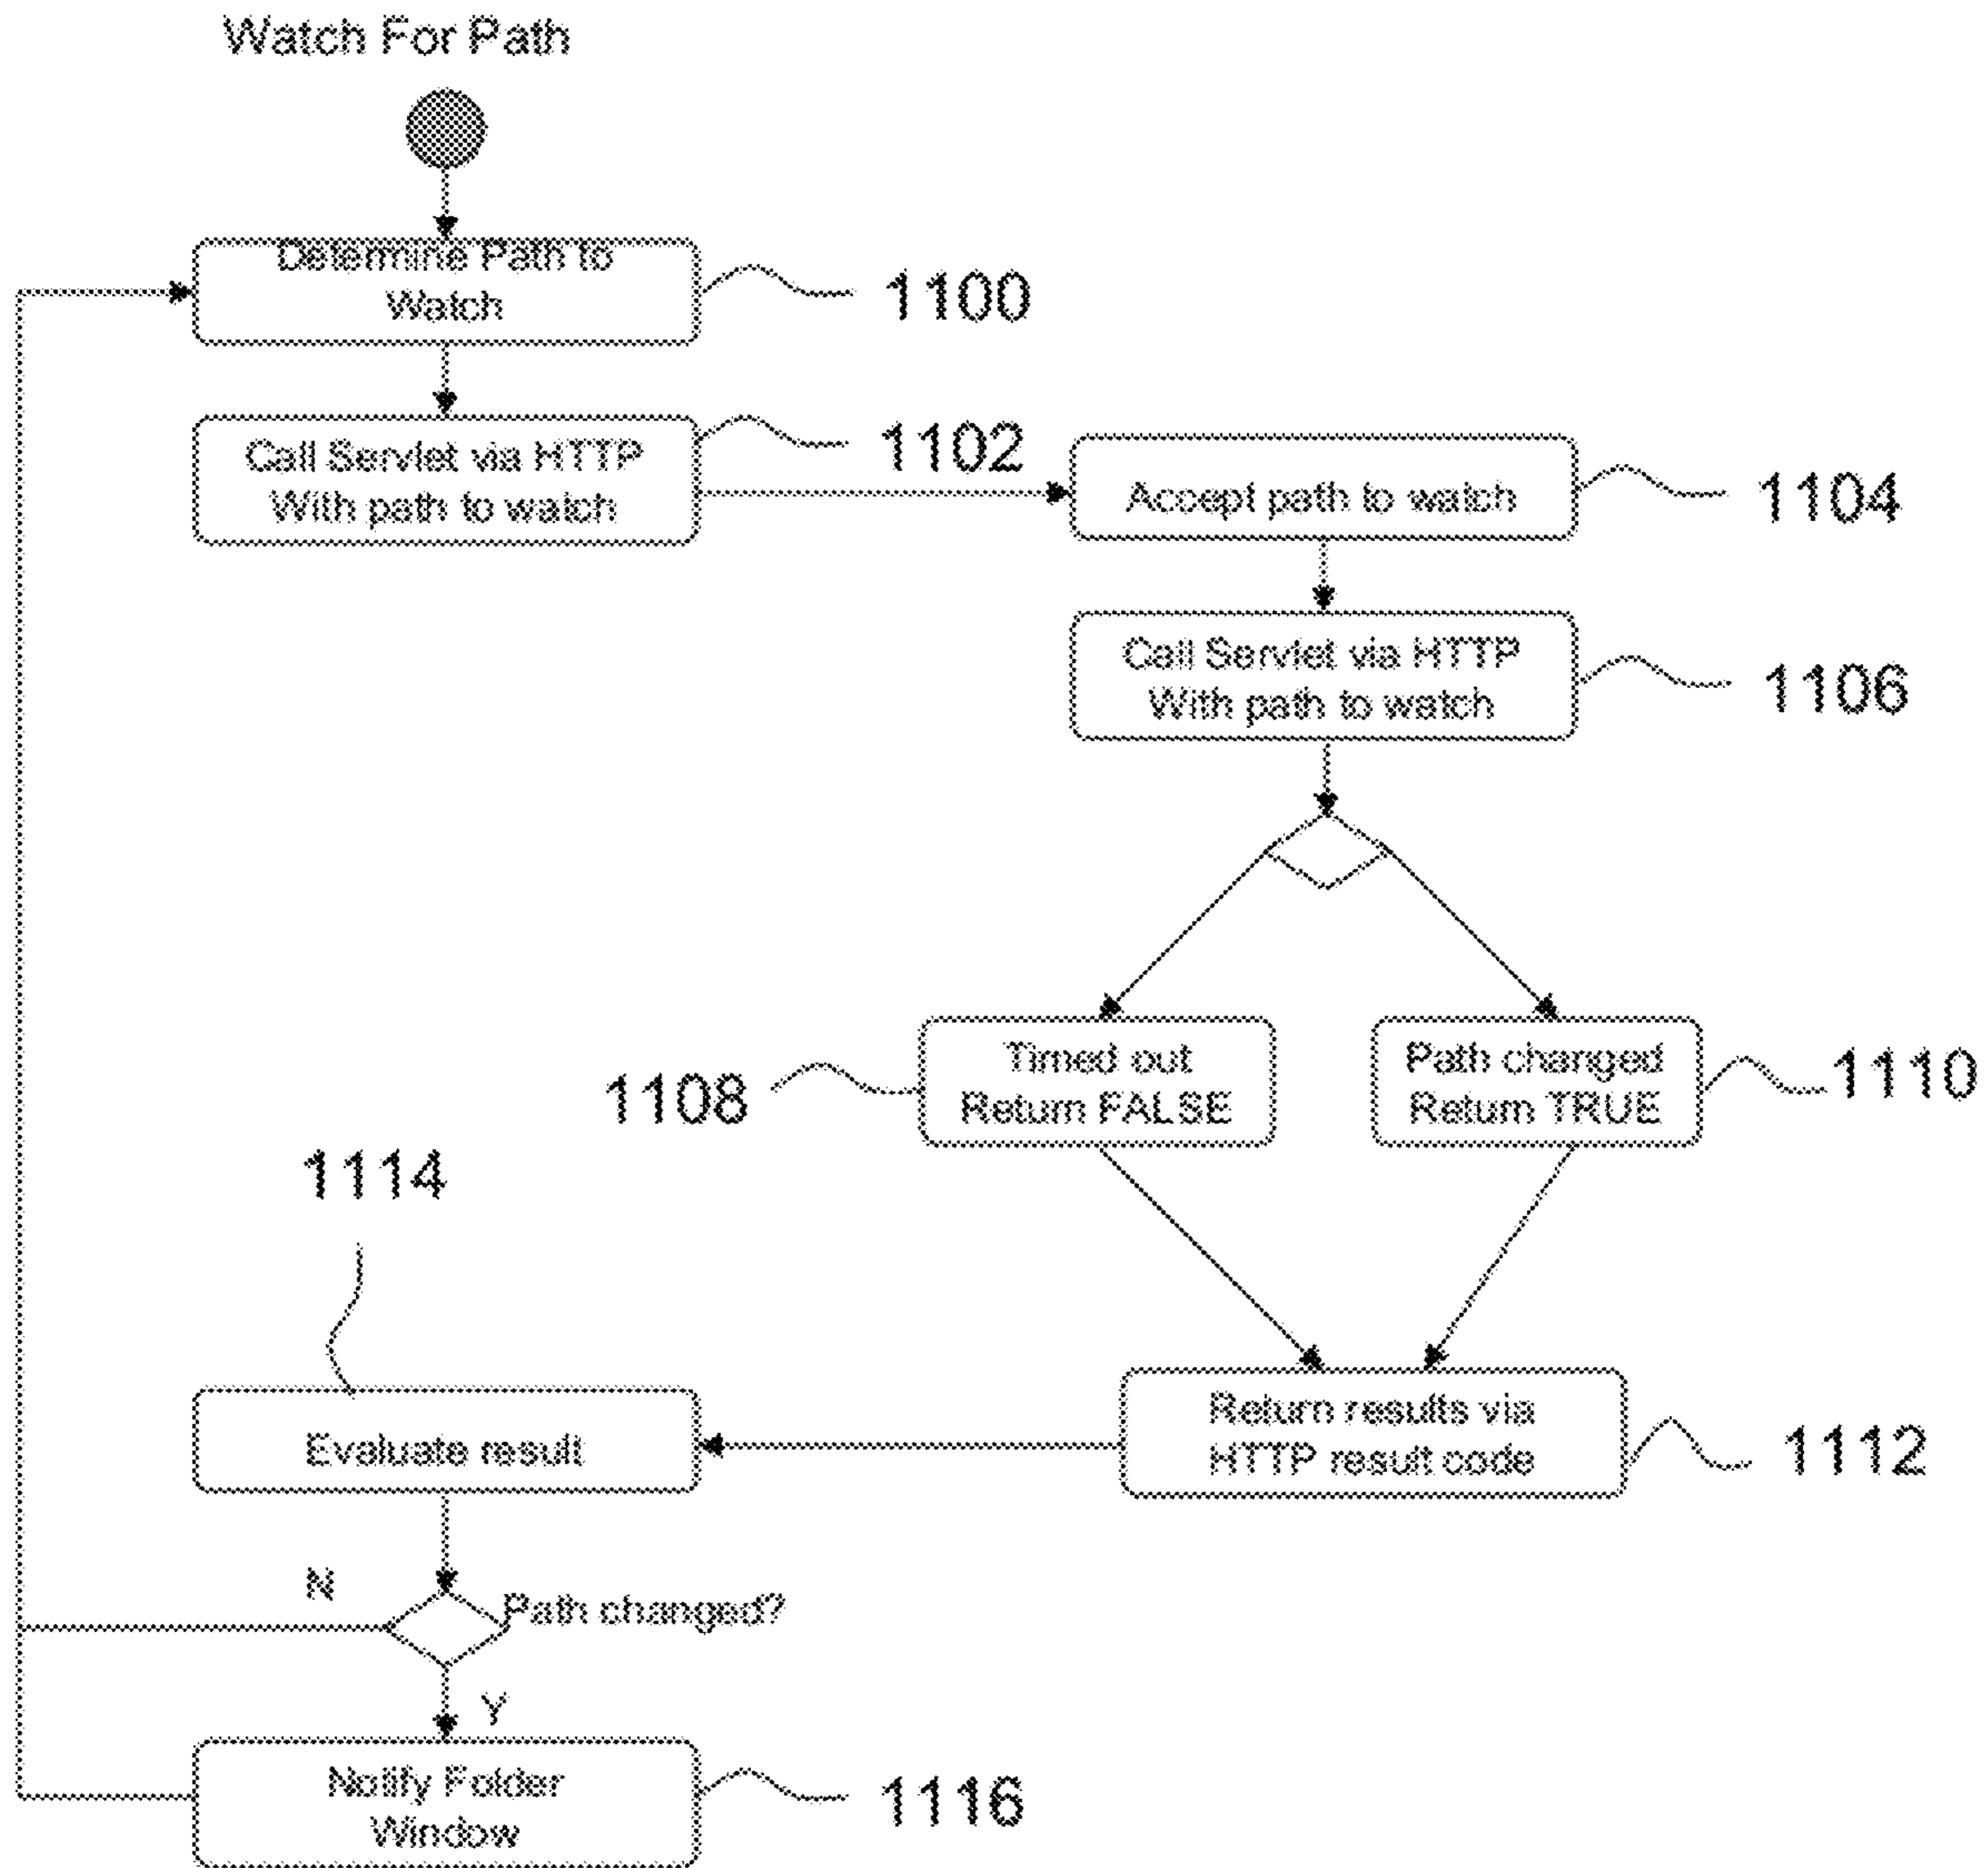 Watch For Path
Determine Path to
Watch
1100
Call Servlet via HTTP
With path to watch
1102
Accept path to watch
1104
Call Servlet via HTTP
With path to watch
1106
Timed out
Return FALSE
1108
Path changed
Return TRUE
1110
1114
Return results via
HTTP result code
1112
Evaluate result
N
Path changed?
Y
Notify Folder
Window
1116